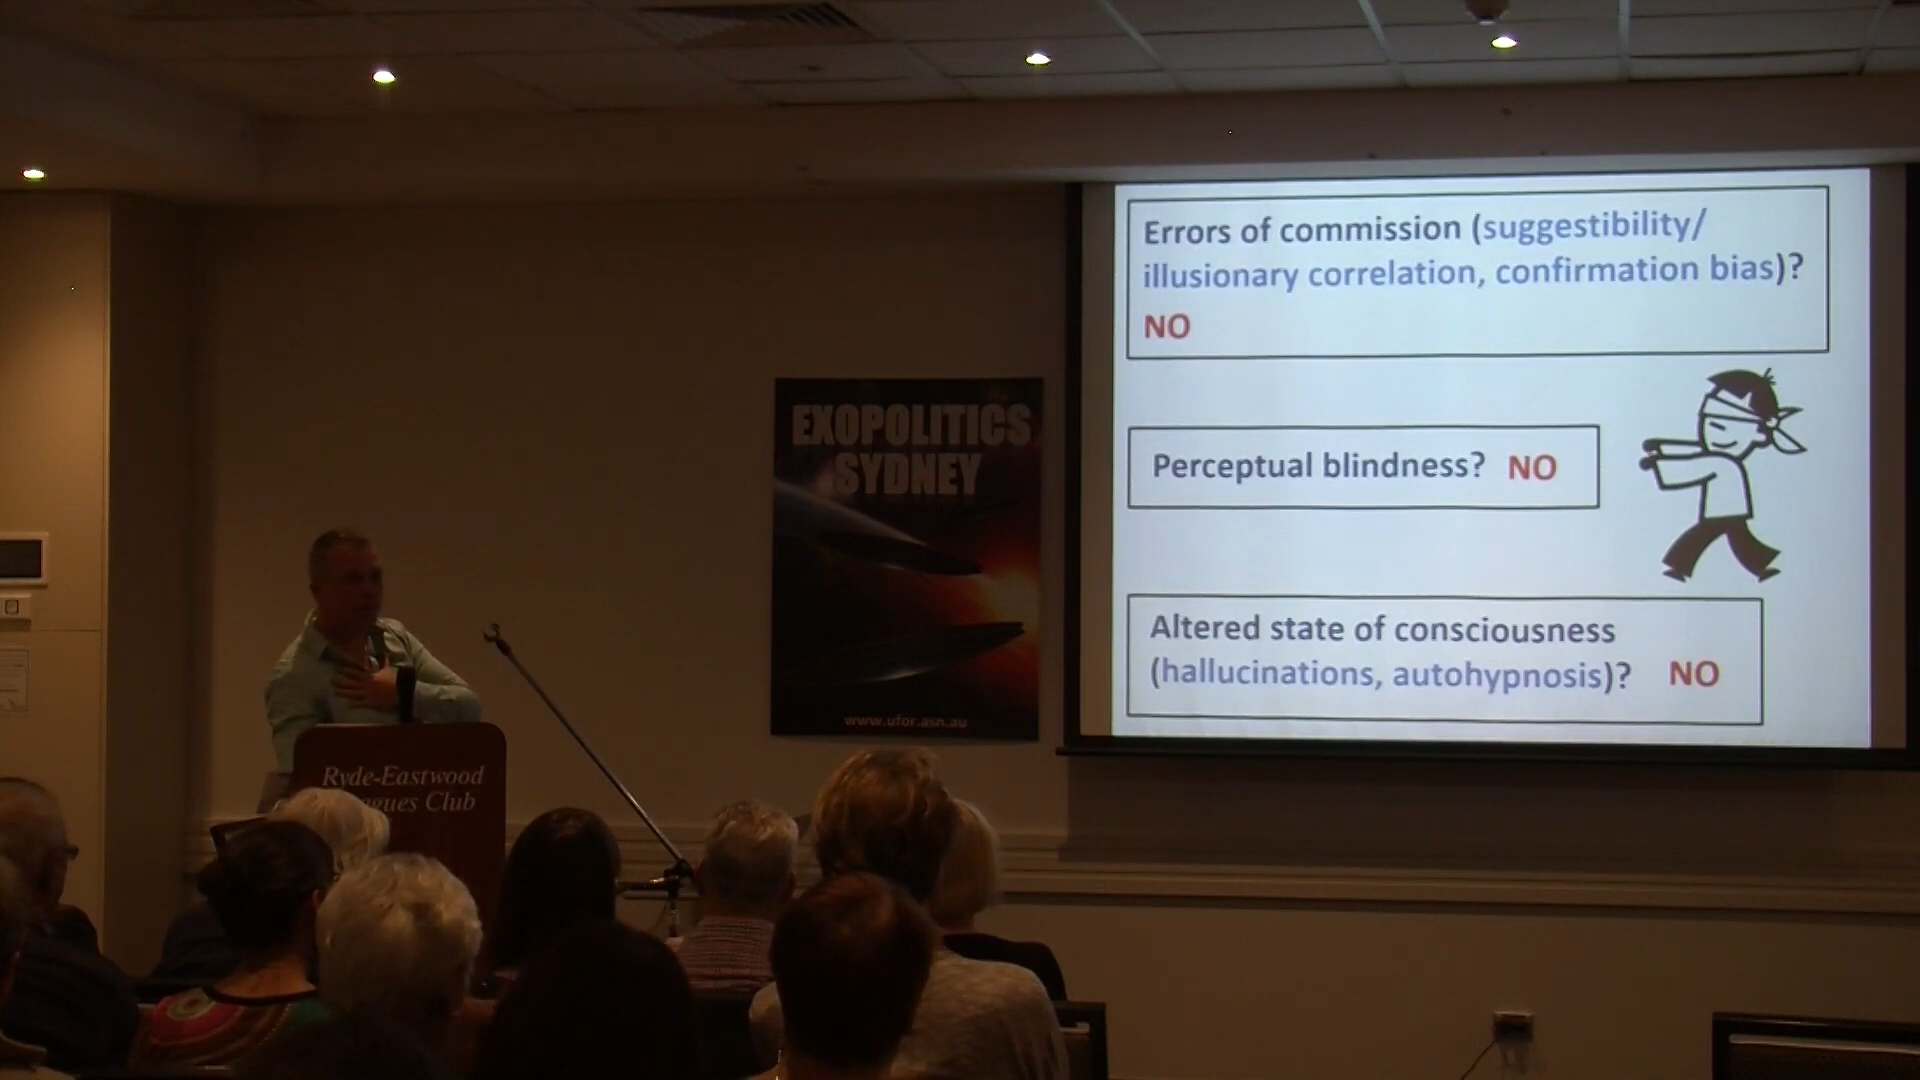 Errors of commission (suggestibility/
illusionary correlation, confirmation bias)?
NO
Perceptual blindness? NO
Altered state of consciousness
(hallucinations, autohypnosis)? NO
EXOPOLITICS
SYDNEY
www.ufor.asn.au
Ryde-Eastwood
agues Club